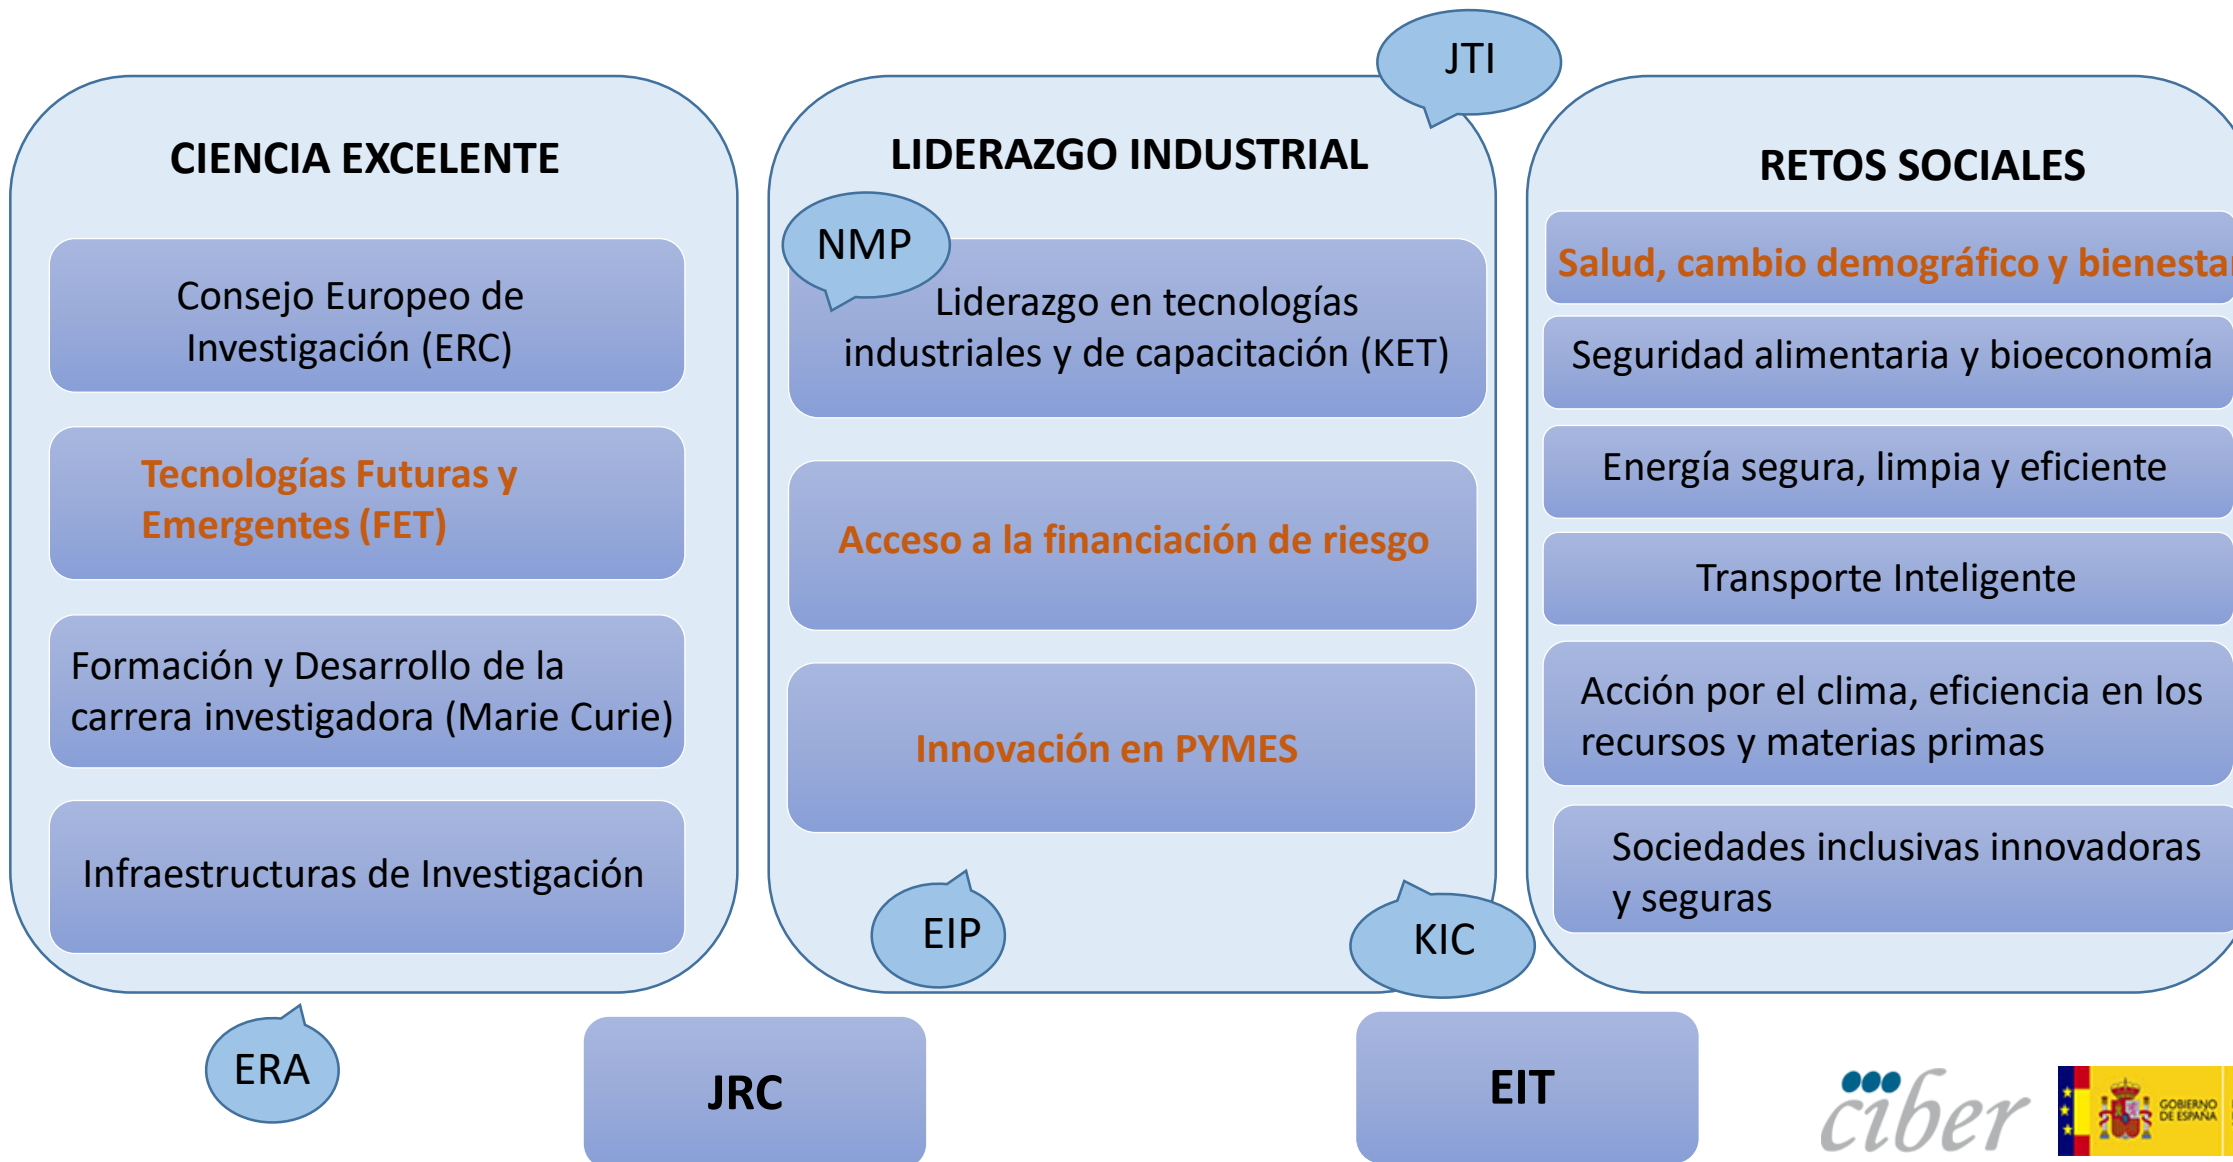 JTI
CIENCIA EXCELENTE
Consejo Europeo de
Investigación (ERC)
Tecnologías Futuras y
Emergentes (FET)
Formación y Desarrollo de la
carrera investigadora (Marie Curie)
Infraestructuras de Investigación
ERA
LIDERAZGO INDUSTRIAL
NMP
Liderazgo en tecnologías
industriales y de capacitación (KET)
Acceso a la financiación de riesgo
Innovación en PYMES
EIP
KIC
RETOS SOCIALES
Salud, cambio demográfico y bienestar
Seguridad alimentaria y bioeconomía
Energía segura, limpia y eficiente
Transporte Inteligente
Acción por el clima, eficiencia en los
recursos y materias primas
Sociedades inclusivas innovadoras
y seguras
JRC
EIT
ciber
GOBIERNO
DE ESPAÑA